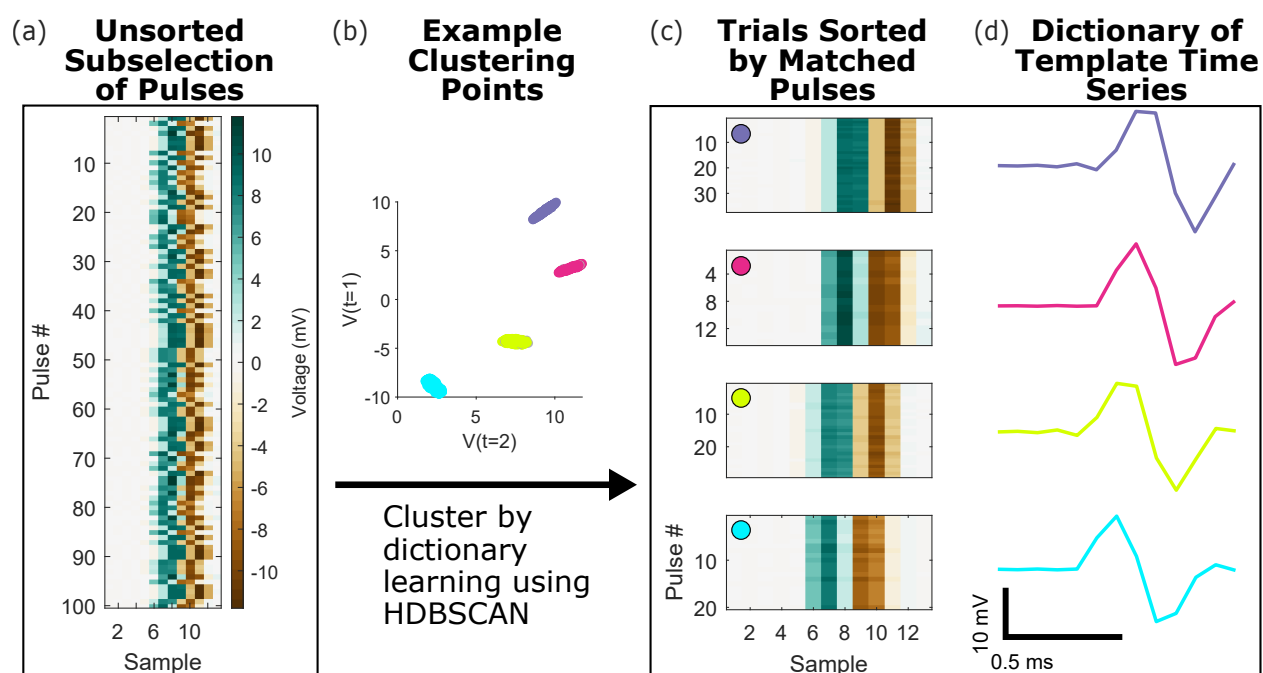 (a) Unsorted
Subselection
of Pulses
10
20
30
40
50
60
70
80
90
100
Pulse #
2 6 10
Sample
10
8
6
4
2
0
-2
-4
-6
-8
-10
Voltage (mV)
(b) Example
Clustering
Points
10
5
0
-5
-10
V(t=1)
0 5 10
V(t=2)
Cluster by
dictionary
learning using
HDBSCAN
(c) Trials Sorted
by Matched
Pulses
10
20
30
4
8
12
10
20
10
20
Pulse #
2 4 6 8 10 12
Sample
(d) Dictionary of
Template Time
Series
10 mV
0.5 ms